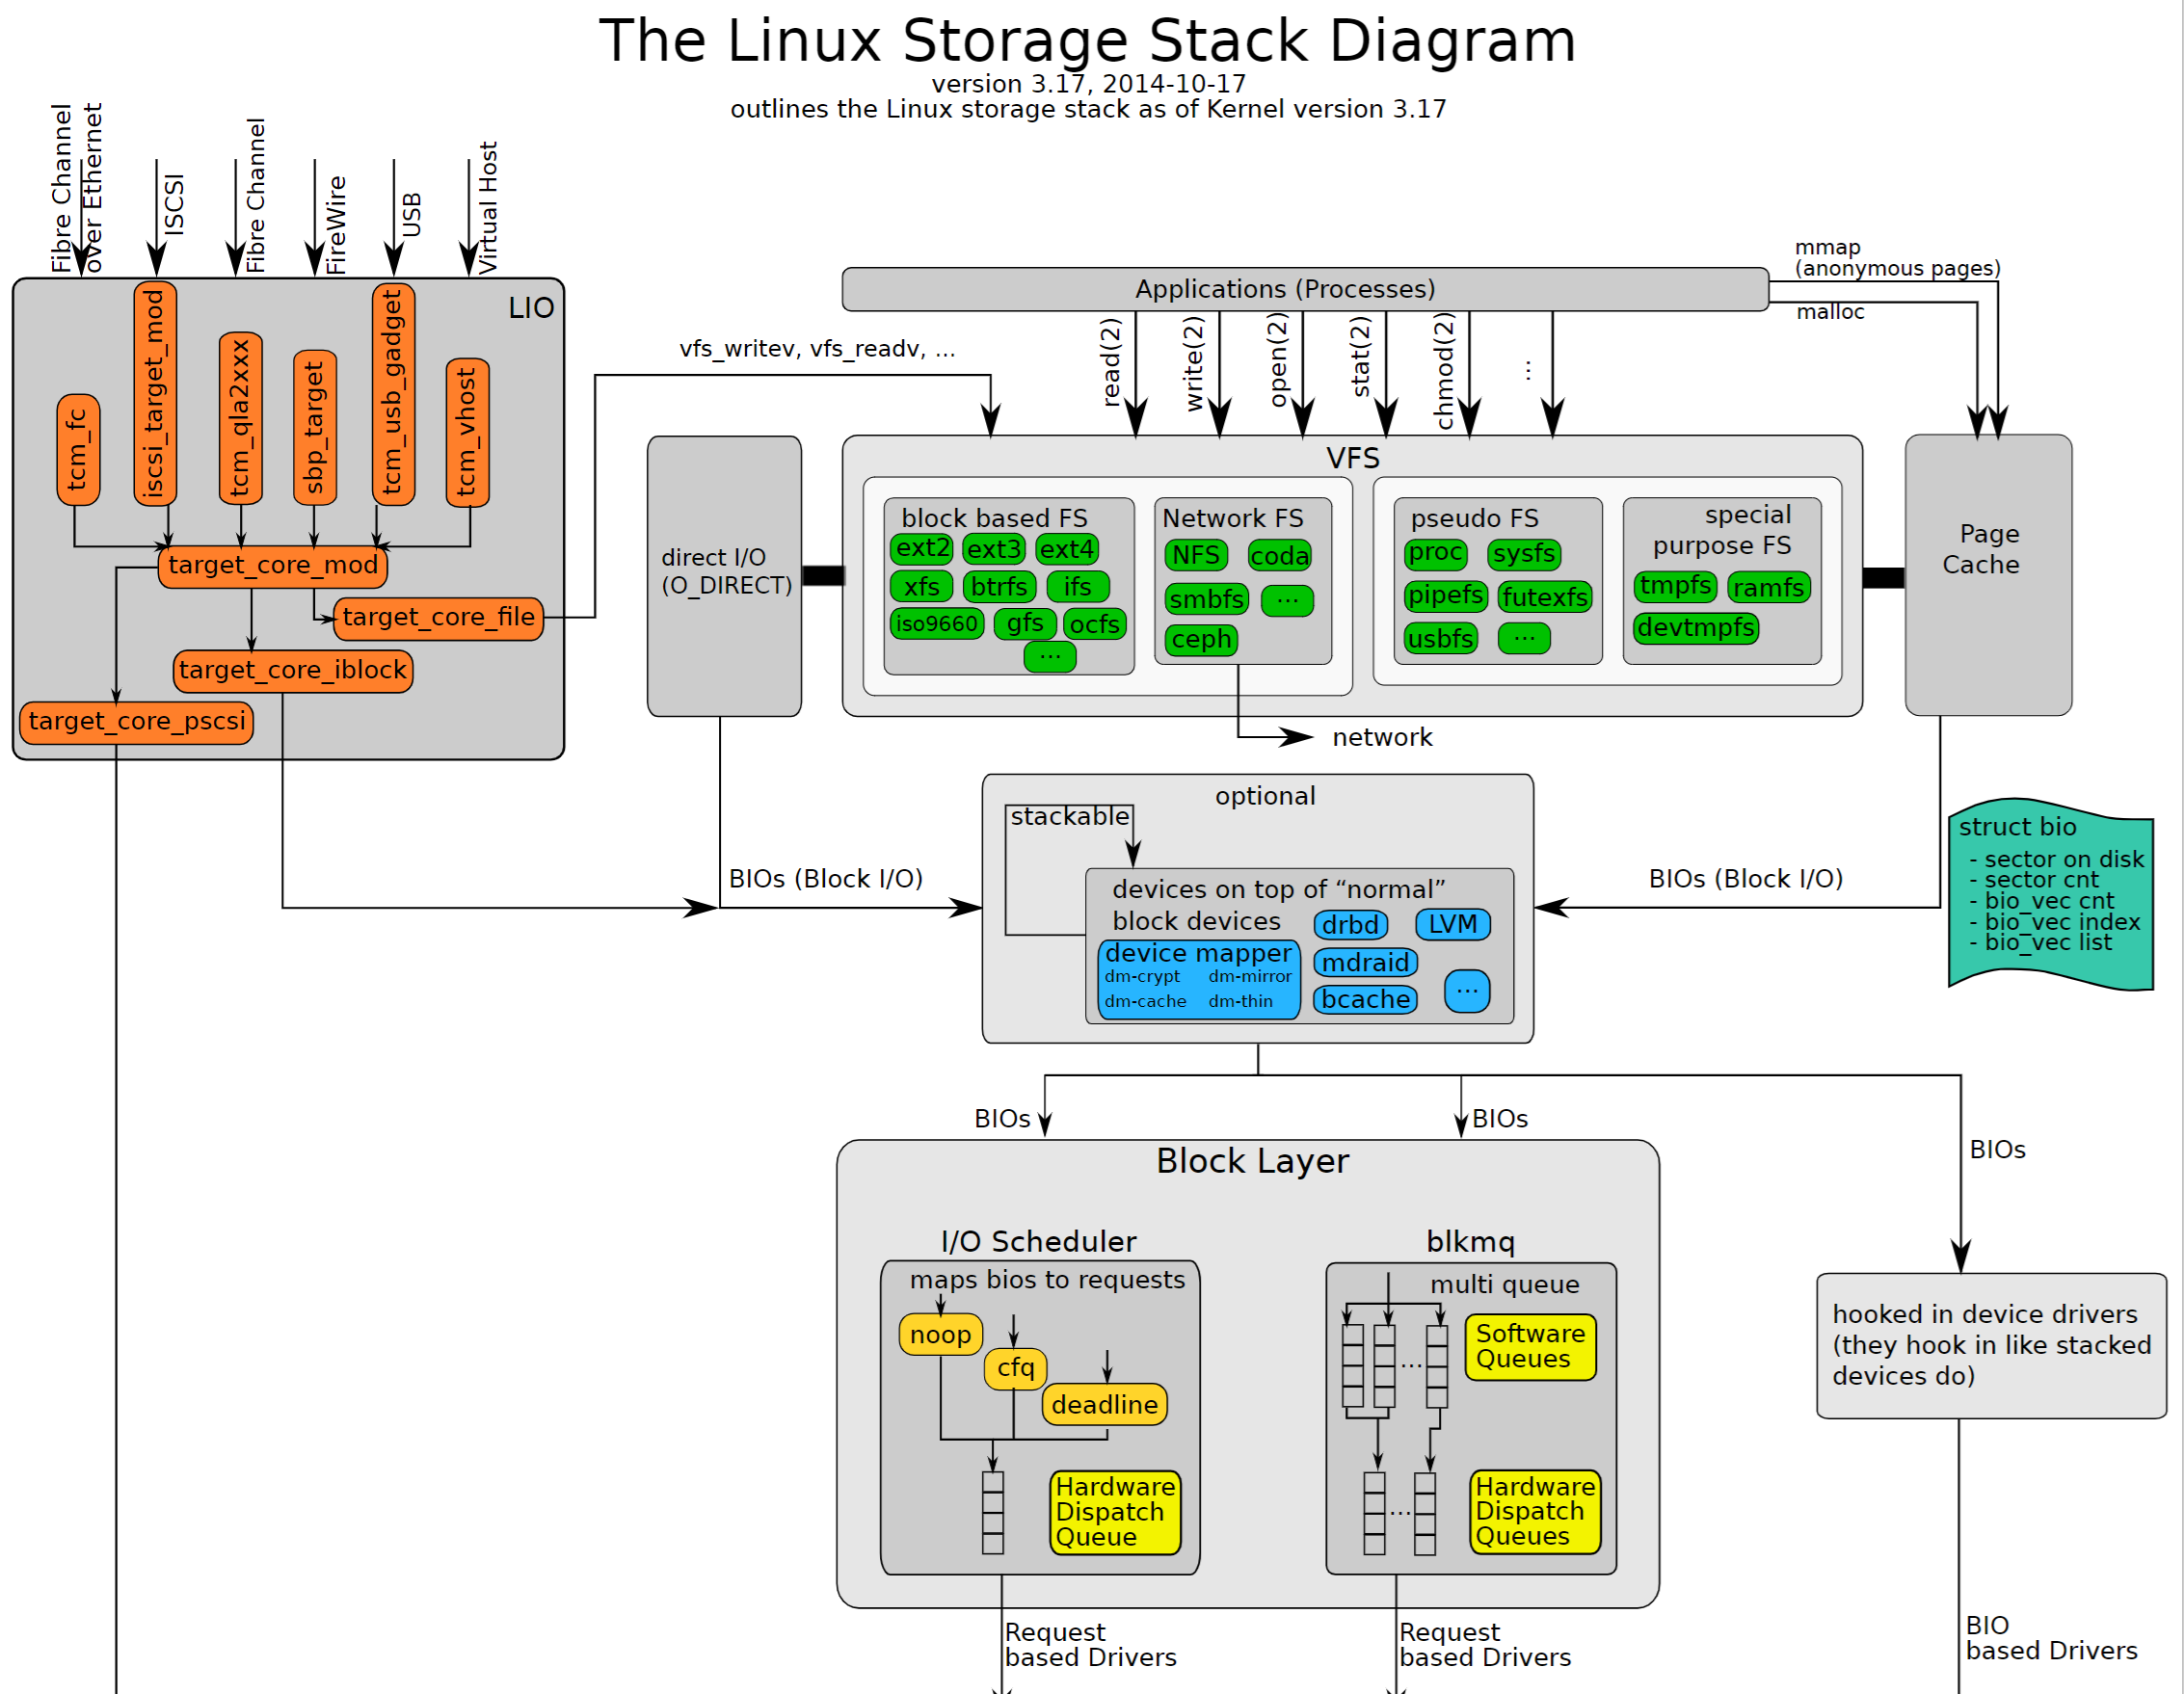 The Linux Storage Stack Diagram
version 3.17, 2014-10-17
outlines the Linux storage stack as of Kernel version 3.17
Fibre Channel
over Ethernet
ISCSI
Fibre Channel
FireWire
USB
Virtual Host
LIO
tcm_fc
iscsi_target_mod
tcm_qla2xxx
sbp_target
tcm_usb_gadget
tcm_vhost
target_core_mod
target_core_file
target_core_iblock
target_core_pscsi
vfs_writev, vfs_readv, ...
Applications (Processes)
mmap
(anonymous pages)
malloc
read(2)
write(2)
open(2)
stat(2)
chmod(2)
...
direct I/O
(O_DIRECT)
VFS
block based FS
ext2 ext3 ext4
xfs btrfs ifs
iso9660 gfs ocfs
...
Network FS
NFS coda
smbfs ...
ceph
pseudo FS
proc sysfs
pipefs futexfs
usbfs ...
special
purpose FS
tmpfs ramfs
devtmpfs
Page
Cache
network
optional
stackable
devices on top of “normal”
block devices
drbd LVM
device mapper
dm-crypt dm-mirror
dm-cache dm-thin
mdraid
bcache
...
BIOs (Block I/O)
BIOs (Block I/O)
struct bio
- sector on disk
- sector cnt
- bio_vec cnt
- bio_vec index
- bio_vec list
BIOs
BIOs
BIOs
Block Layer
I/O Scheduler
maps bios to requests
noop
cfq
deadline
Hardware
Dispatch
Queue
blkmq
multi queue
Software
Queues
...
...
Hardware
Dispatch
Queues
hooked in device drivers
(they hook in like stacked
devices do)
Request
based Drivers
Request
based Drivers
BIO
based Drivers